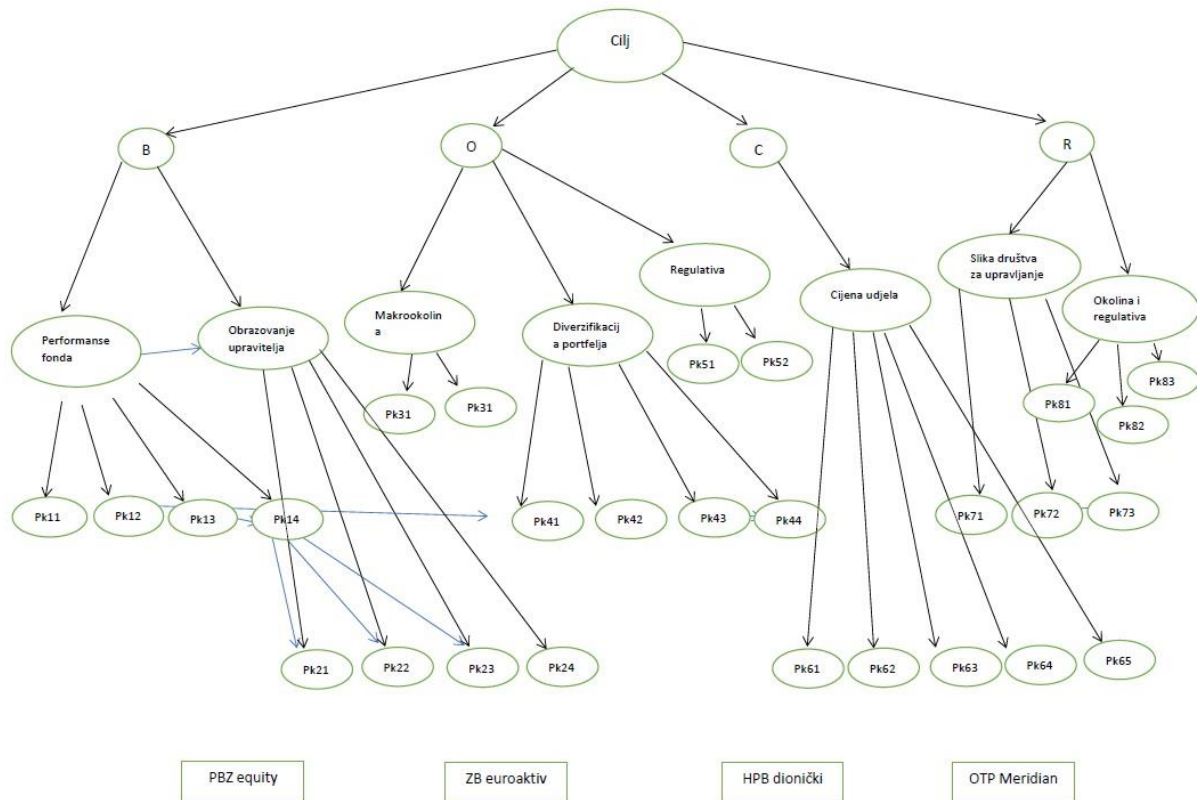 Cilj
B
O
C
R
Performanse
fonda
Obrazovanje
upravitelja
Makrookolin
a
Diverzifikacij
a portfelja
Regulativa
Cijena udjela
Slika društva
za upravljanje
Okolina i
regulativa
Pk31
Pk31
Pk51
Pk52
Pk81
Pk82
Pk83
Pk11
Pk12
Pk13
Pk14
Pk41
Pk42
Pk43
Pk44
Pk71
Pk72
Pk73
Pk21
Pk22
Pk23
Pk24
Pk61
Pk62
Pk63
Pk64
Pk65
PBZ equity
ZB euroaktiv
HPB dionički
OTP Meridian